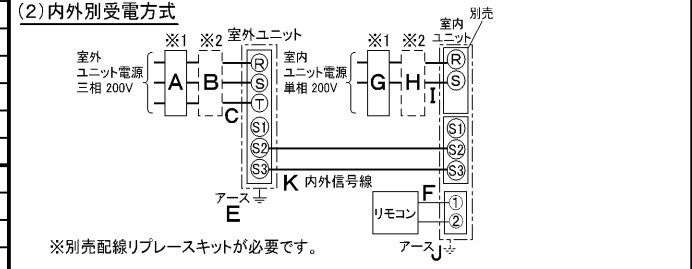 (2)内外別受電方式
別売
※1 ※2 室外ユニット
※1 ※2 室内ユニット
室外
ユニット電源
三相 200V
A B
C
R
S
T
S1
S2
S3
室内
ユニット電源
単相 200V
G H
I
R
S
S1
S2
S3
K 内外信号線
アース
E
リモコン
F
①
②
アース J
※別売配線リプレースキットが必要です。